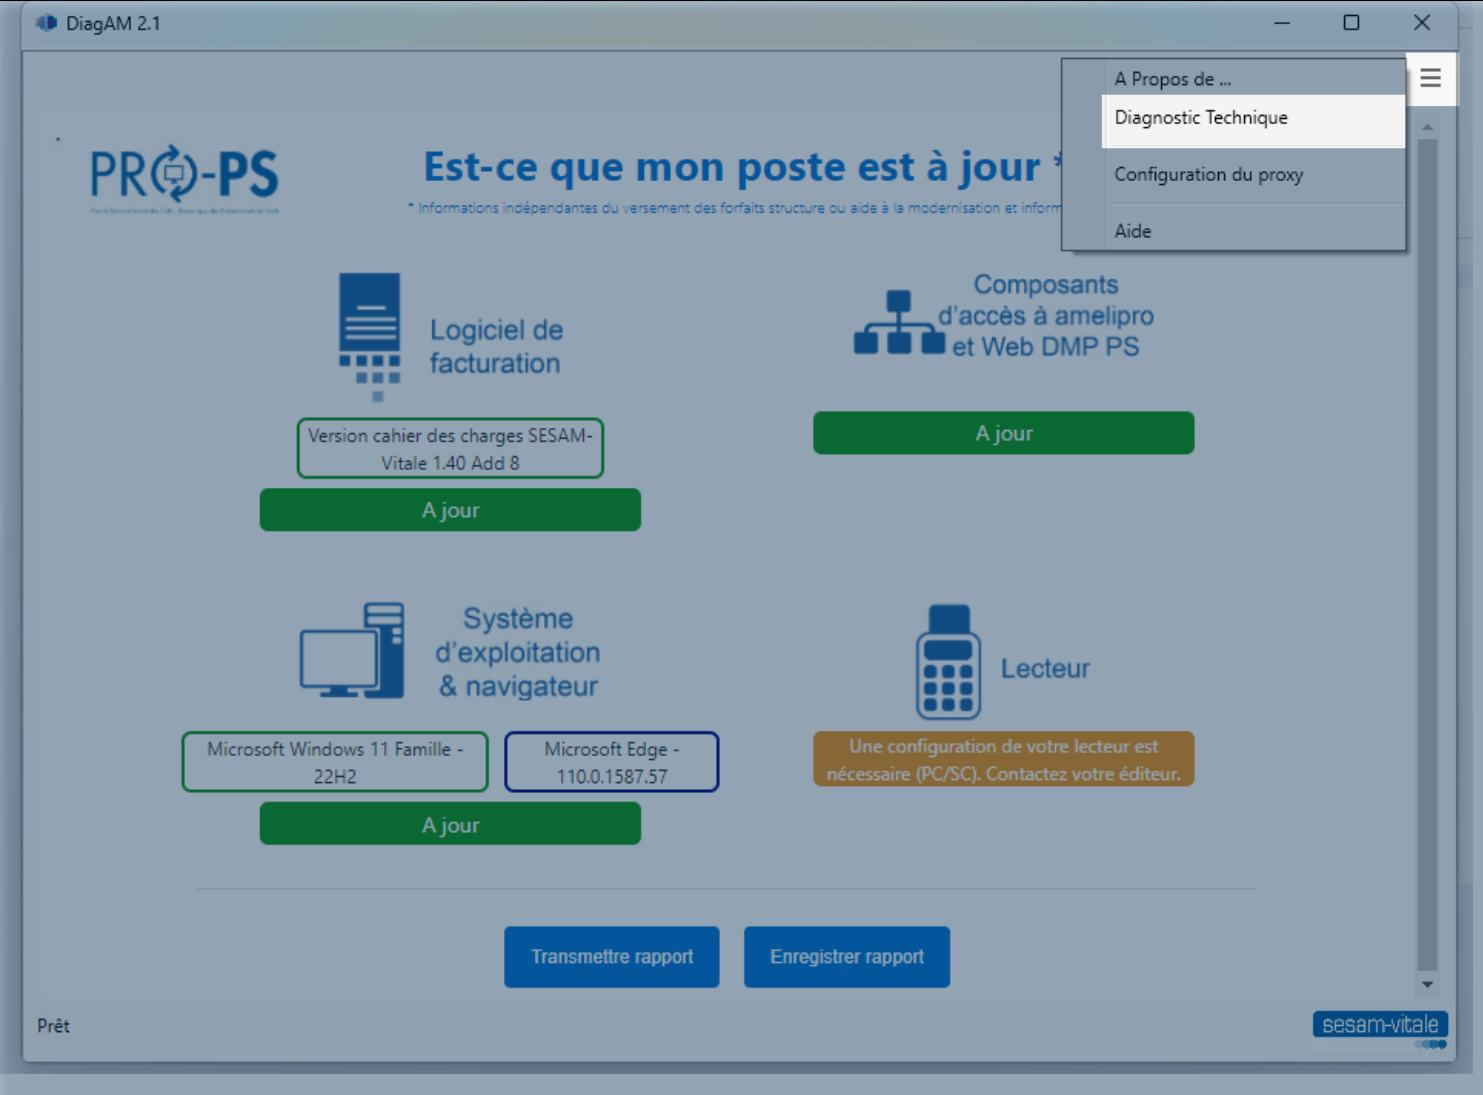 DiagAM 2.1
A Propos de ...
Diagnostic Technique
Configuration du proxy
Aide
PRO-PS
Est-ce que mon poste est à jour *
* Informations indépendantes du versement des forfaits structure ou aide à la modernisation et inform
Logiciel de
facturation
Version cahier des charges SESAM-
Vitale 1.40 Add 8
A jour
Composants
d'accès à amelipro
et Web DMP PS
A jour
Système
d'exploitation
& navigateur
Microsoft Windows 11 Famille -
22H2
Microsoft Edge -
110.0.1587.57
A jour
Lecteur
Une configuration de votre lecteur est
nécessaire (PC/SC). Contactez votre éditeur.
Transmettre rapport
Enregistrer rapport
Prêt
sesam-vitale